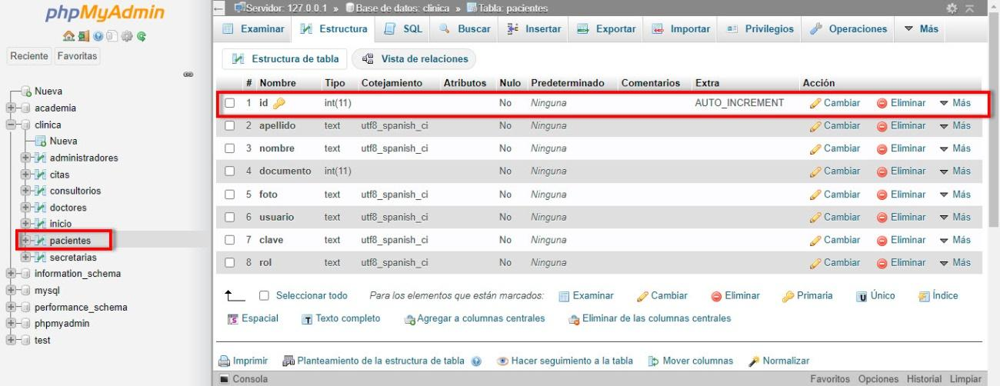 phpMyAdmin
Reciente Favoritas
Nueva
academia
clinica
Nueva
administradores
citas
consultorios
doctores
inicio
pacientes
secretarias
information_schema
mysql
performance_schema
phpmyadmin
test
Servidor: 127.0.0.1 » Base de datos: clinica » Tabla: pacientes
Examinar Estructura SQL Buscar Insertar Exportar Importar Privilegios Operaciones Más
Estructura de tabla Vista de relaciones
# Nombre Tipo Cotejamiento Atributos Nulo Predeterminado Comentarios Extra Acción
1 id int(11) No Ninguna AUTO_INCREMENT Cambiar Eliminar Más
2 apellido text utf8_spanish_ci No Ninguna Cambiar Eliminar Más
3 nombre text utf8_spanish_ci No Ninguna Cambiar Eliminar Más
4 documento int(11) No Ninguna Cambiar Eliminar Más
5 foto text utf8_spanish_ci No Ninguna Cambiar Eliminar Más
6 usuario text utf8_spanish_ci No Ninguna Cambiar Eliminar Más
7 clave text utf8_spanish_ci No Ninguna Cambiar Eliminar Más
8 rol text utf8_spanish_ci No Ninguna Cambiar Eliminar Más
Seleccionar todo Para los elementos que están marcados: Examinar Cambiar Eliminar Primaria Único Índice
Espacial Texto completo Agregar a columnas centrales Eliminar de las columnas centrales
Imprimir Planteamiento de la estructura de tabla Hacer seguimiento a la tabla Mover columnas Normalizar
Consola Favoritos Opciones Historial Limpiar